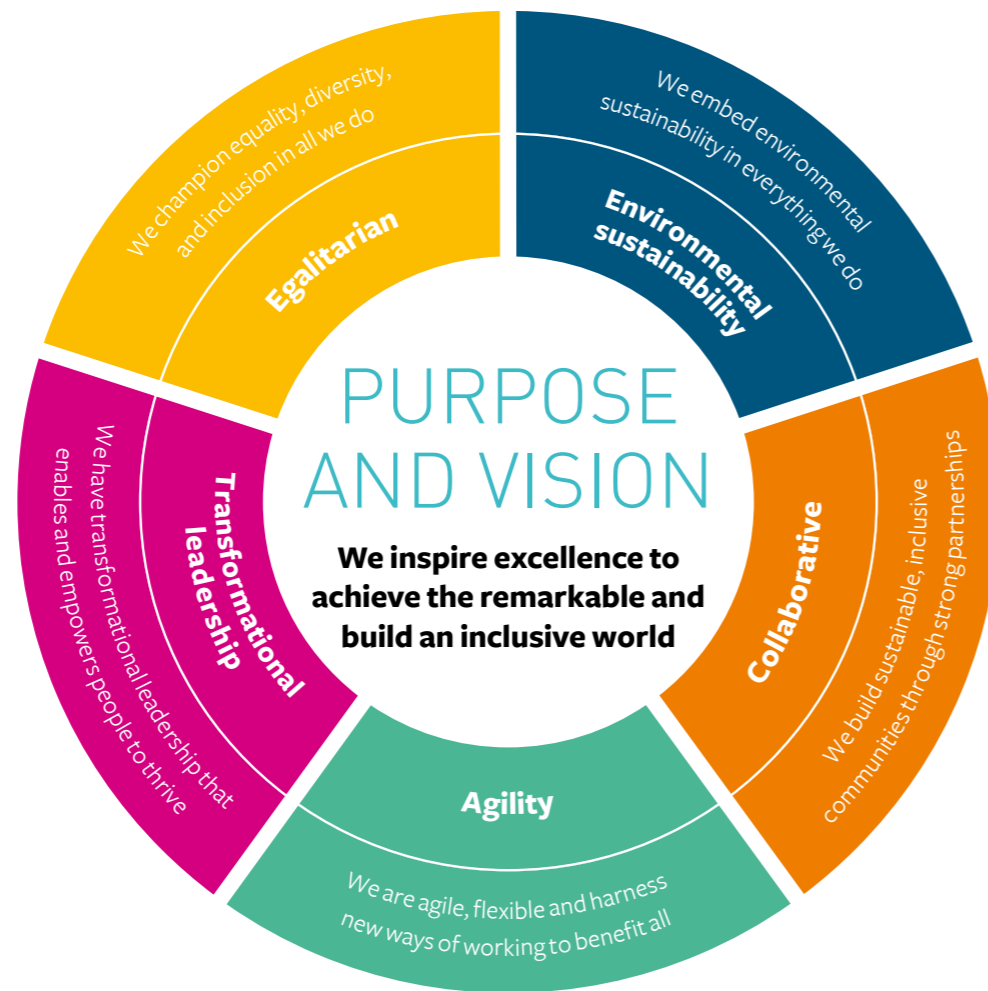 PURPOSE
AND VISION
We inspire excellence to
achieve the remarkable and
build an inclusive world
Environmental
sustainability
We embed environmental
sustainability in everything we do
Collaborative
We build sustainable, inclusive
communities through strong partnerships
Agility
We are agile, flexible and harness
new ways of working to benefit all
Transformational
leadership
We have transformational leadership that
enables and empowers people to thrive
Egalitarian
We champion equality, diversity,
and inclusion in all we do